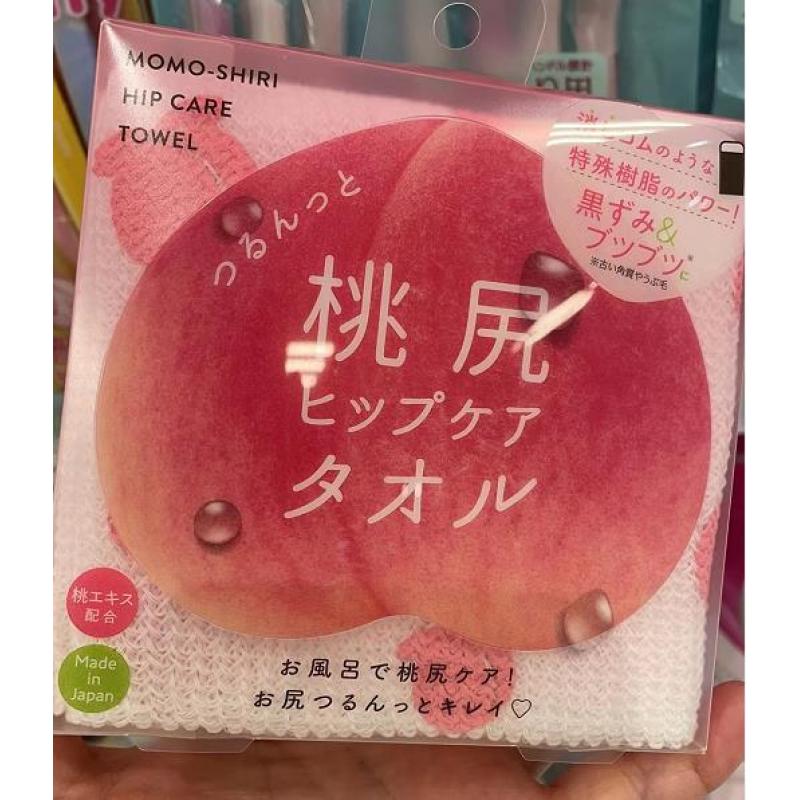 MOMO-SHIRI
HIP CARE
TOWEL
消しゴムのような
特殊樹脂のパワー!
黒ずみ&
ブツブツ※に
※古い角質やうぶ毛
つるんっと
桃尻
ヒップケア
タオル
桃エキス
配合
Made
in
Japan
お風呂で桃尻ケア!
お尻つるんっとキレイ♡